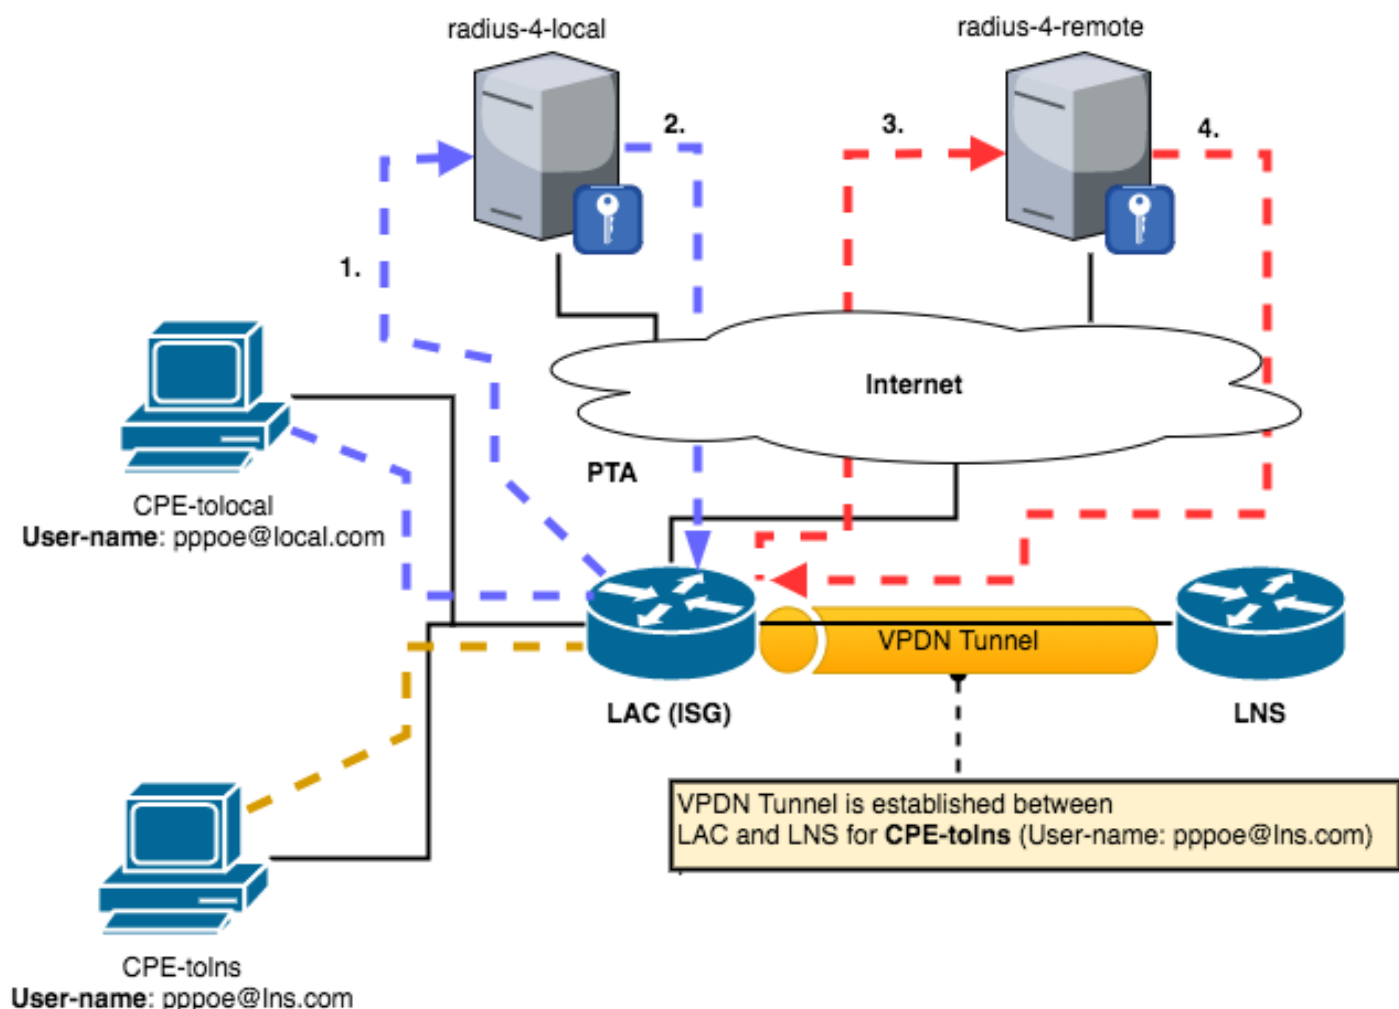 radius-4-local
radius-4-remote
2.
3.
4.
1.
Internet
PTA
CPE-tolocal
User-name: pppoe@local.com
VPDN Tunnel
LAC (ISG)
LNS
VPDN Tunnel is established between
LAC and LNS for CPE-tolns (User-name: pppoe@lns.com)
CPE-tolns
User-name: pppoe@lns.com